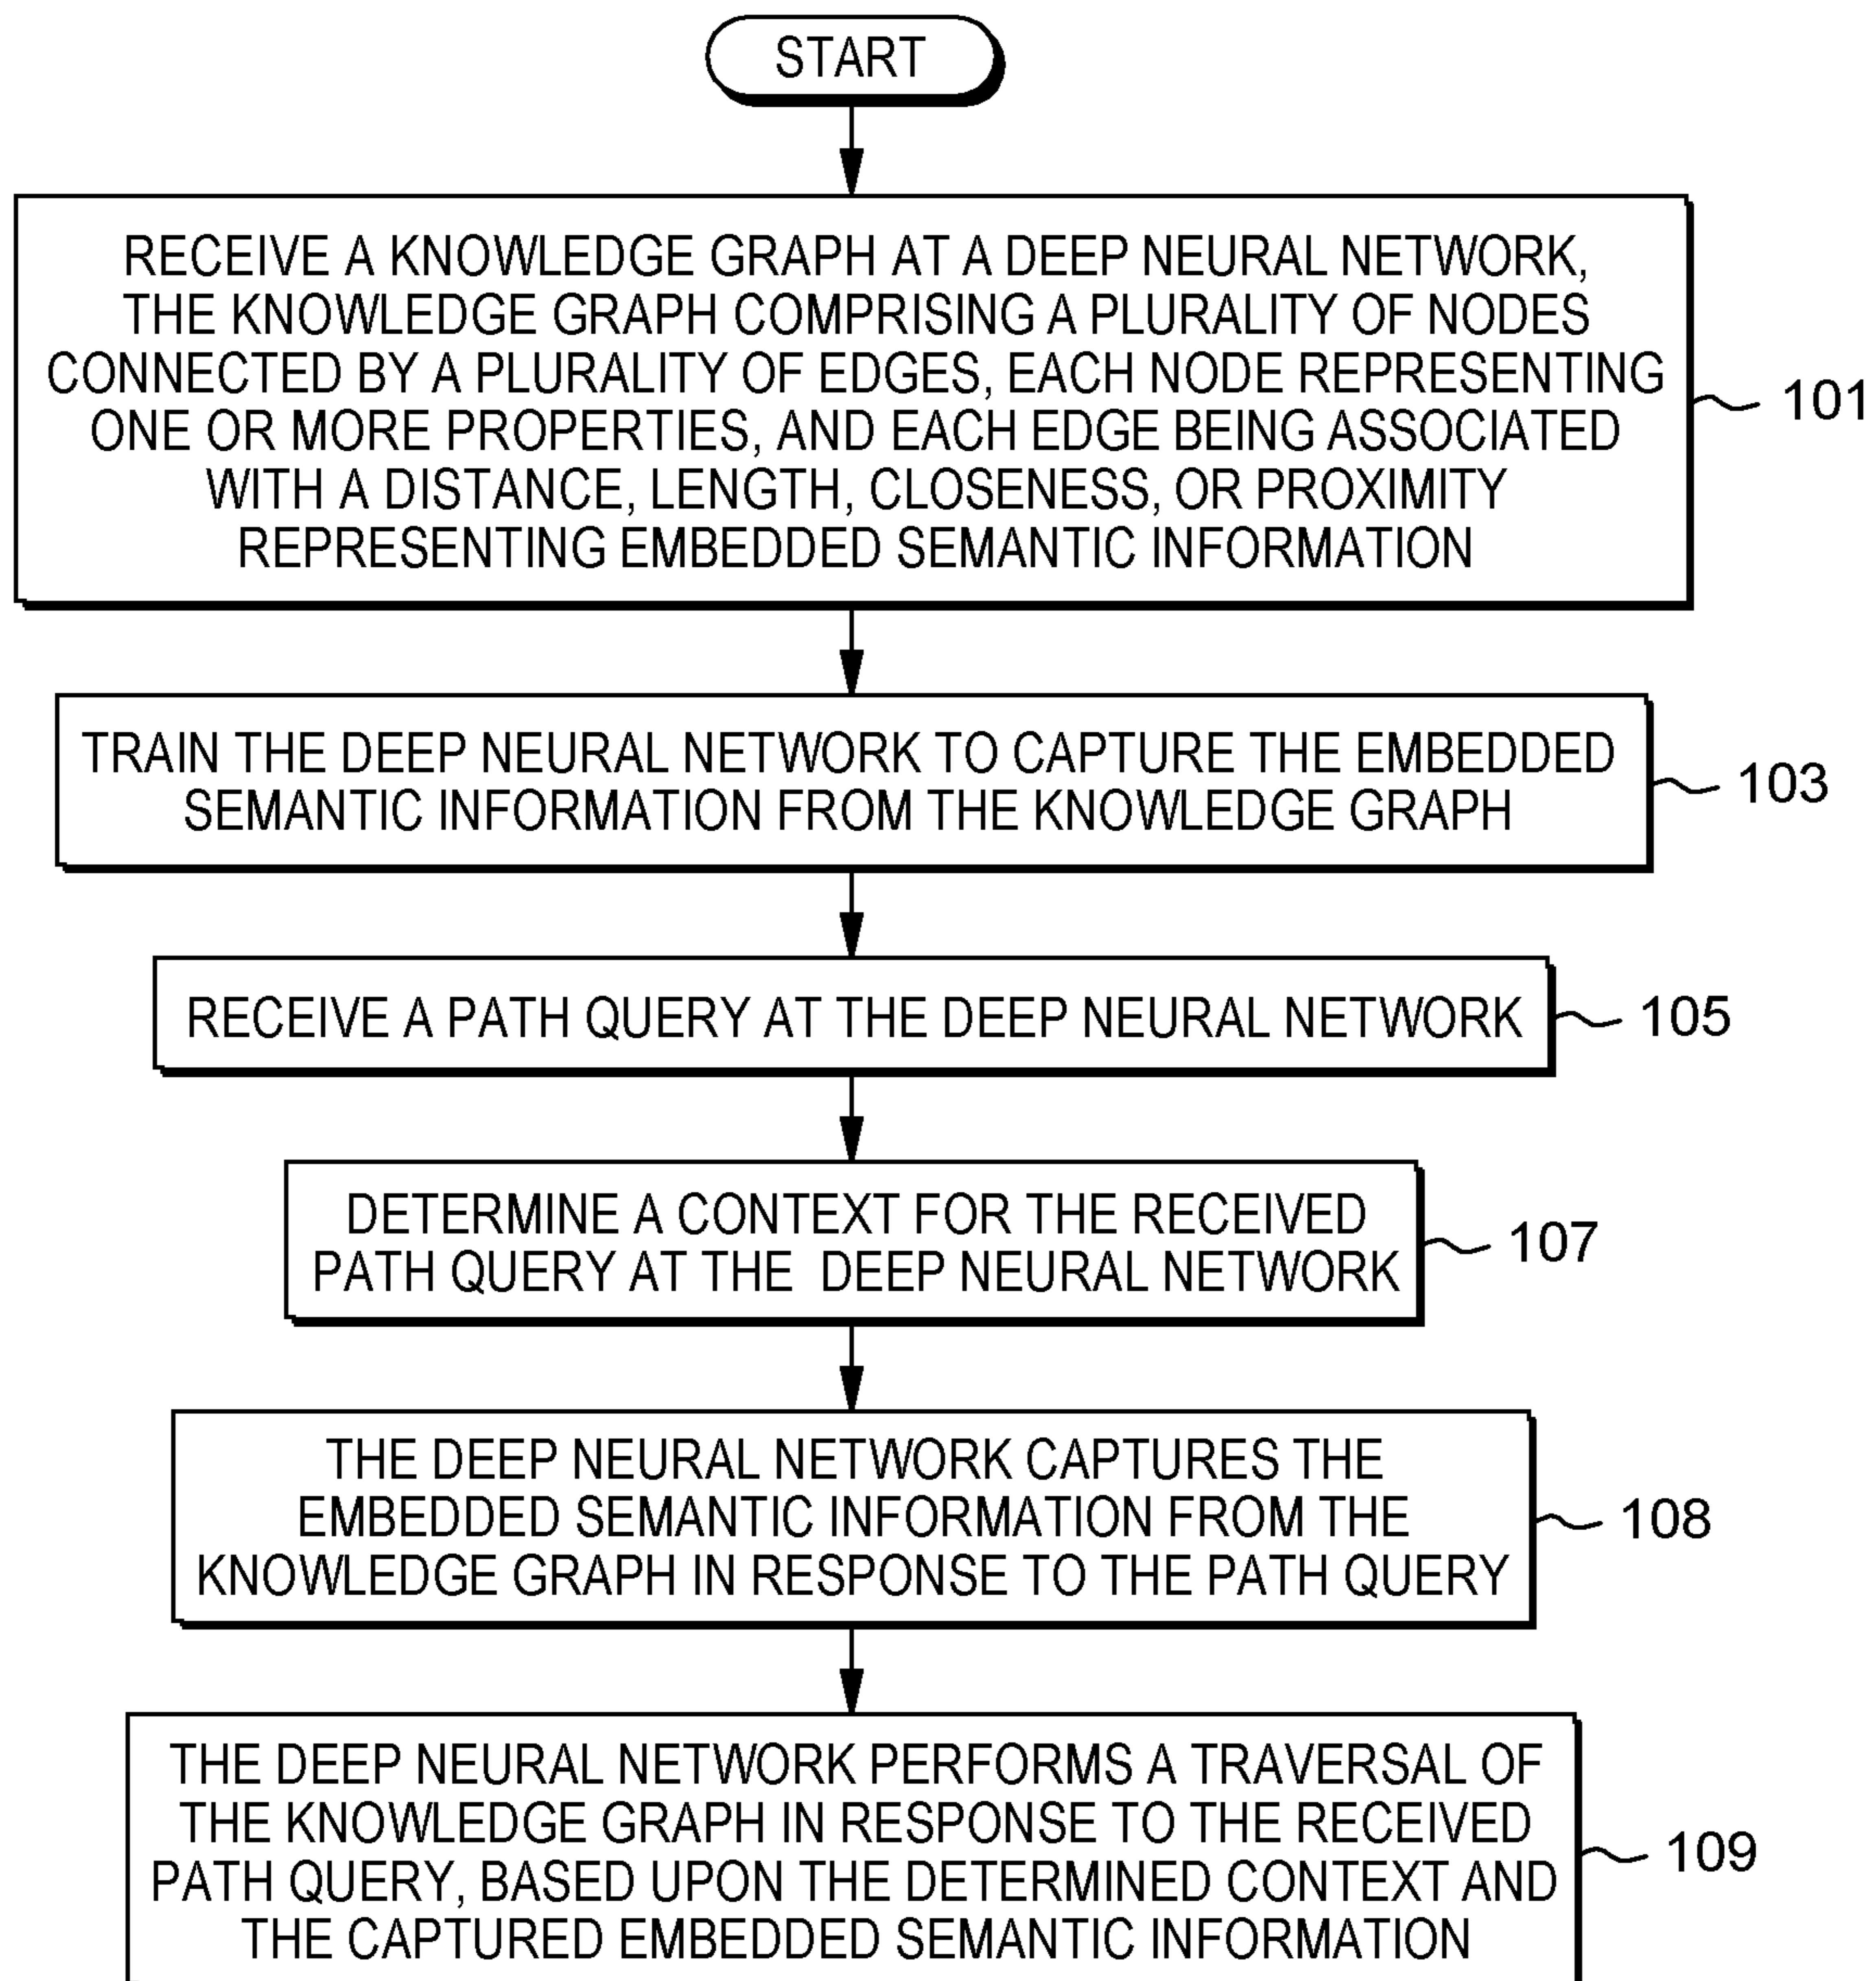 START
RECEIVE A KNOWLEDGE GRAPH AT A DEEP NEURAL NETWORK,
THE KNOWLEDGE GRAPH COMPRISING A PLURALITY OF NODES
CONNECTED BY A PLURALITY OF EDGES, EACH NODE REPRESENTING
ONE OR MORE PROPERTIES, AND EACH EDGE BEING ASSOCIATED
WITH A DISTANCE, LENGTH, CLOSENESS, OR PROXIMITY
REPRESENTING EMBEDDED SEMANTIC INFORMATION
101
TRAIN THE DEEP NEURAL NETWORK TO CAPTURE THE EMBEDDED
SEMANTIC INFORMATION FROM THE KNOWLEDGE GRAPH
103
RECEIVE A PATH QUERY AT THE DEEP NEURAL NETWORK
105
DETERMINE A CONTEXT FOR THE RECEIVED
PATH QUERY AT THE DEEP NEURAL NETWORK
107
THE DEEP NEURAL NETWORK CAPTURES THE
EMBEDDED SEMANTIC INFORMATION FROM THE
KNOWLEDGE GRAPH IN RESPONSE TO THE PATH QUERY
108
THE DEEP NEURAL NETWORK PERFORMS A TRAVERSAL OF
THE KNOWLEDGE GRAPH IN RESPONSE TO THE RECEIVED
PATH QUERY, BASED UPON THE DETERMINED CONTEXT AND
THE CAPTURED EMBEDDED SEMANTIC INFORMATION
109